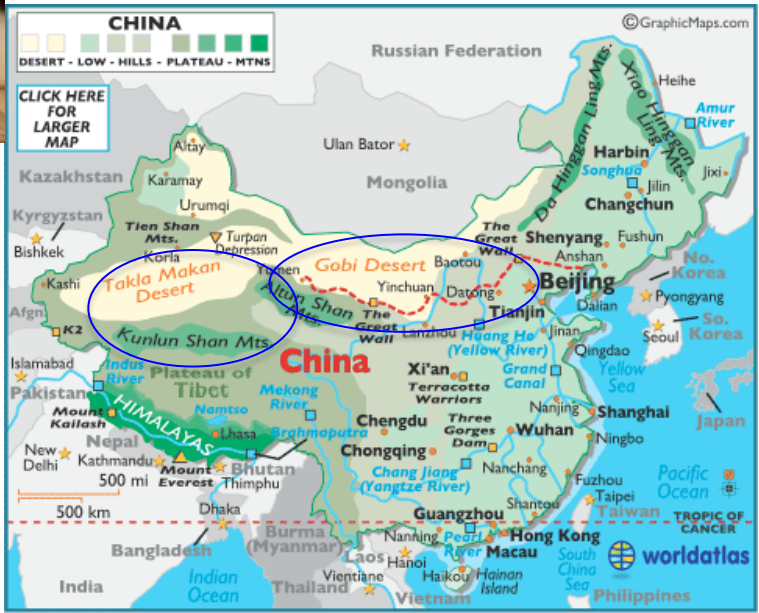 CHINA
DESERT - LOW - HILLS - PLATEAU - MTNS
©GraphicMaps.com
CLICK HERE
FOR
LARGER
MAP
Russian Federation
Heihe
Amur
River
Da Hinggan Ling Mts.
Xiao Hinggan
Ling Mts.
Ulan Bator
Altay
Harbin
Songhua
Jixi
Kazakhstan
Karamay
Mongolia
Jilin
Changchun
Kyrgyzstan
Urumqi
Tien Shan
Mts.
Turpan
Depression
The
Great
Wall
Shenyang
Fushun
Bishkek
Korla
Anshan
No.
Korea
Takla Makan
Desert
Yumen
Gobi Desert
Baotou
Beijing
Kashi
Altun Shan
Mts.
Yinchuan
Datong
Pyongyang
Tianjin
Dalian
Afgn.
K2
Kunlun Shan Mts.
The
Great
Wall
Lanzhou
Huang Ho
(Yellow River)
Jinan
Seoul
So.
Korea
Islamabad
Indus
River
Plateau of
Tibet
China
Xi'an
Terracotta
Warriors
Grand
Canal
Qingdao
Yellow
Sea
Pakistan
Mekong
River
Japan
Mount
Kailash
HIMALAYAS
Namtso
Lhasa
Brahmaputra
Chengdu
Three
Gorges
Dam
Nanjing
Shanghai
Wuhan
Nepal
New
Delhi
Kathmandu
Mount
Everest
Bhutan
Thimphu
Chongqing
Ningbo
Chang Jiang
(Yangtze River)
Nanchang
Pacific
Ocean
500 mi
500 km
Fuzhou
Taipei
Taiwan
Dhaka
Shantou
Guangzhou
TROPIC OF
CANCER
Bangladesh
Burma
(Myanmar)
Nanning
Pearl
River
Hong Kong
Macau
Laos
Hanoi
South
China
Sea
worldatlas
India
Indian
Ocean
Thailand
Vientiane
Vietnam
Haikou
Hainan
Island
Philippines